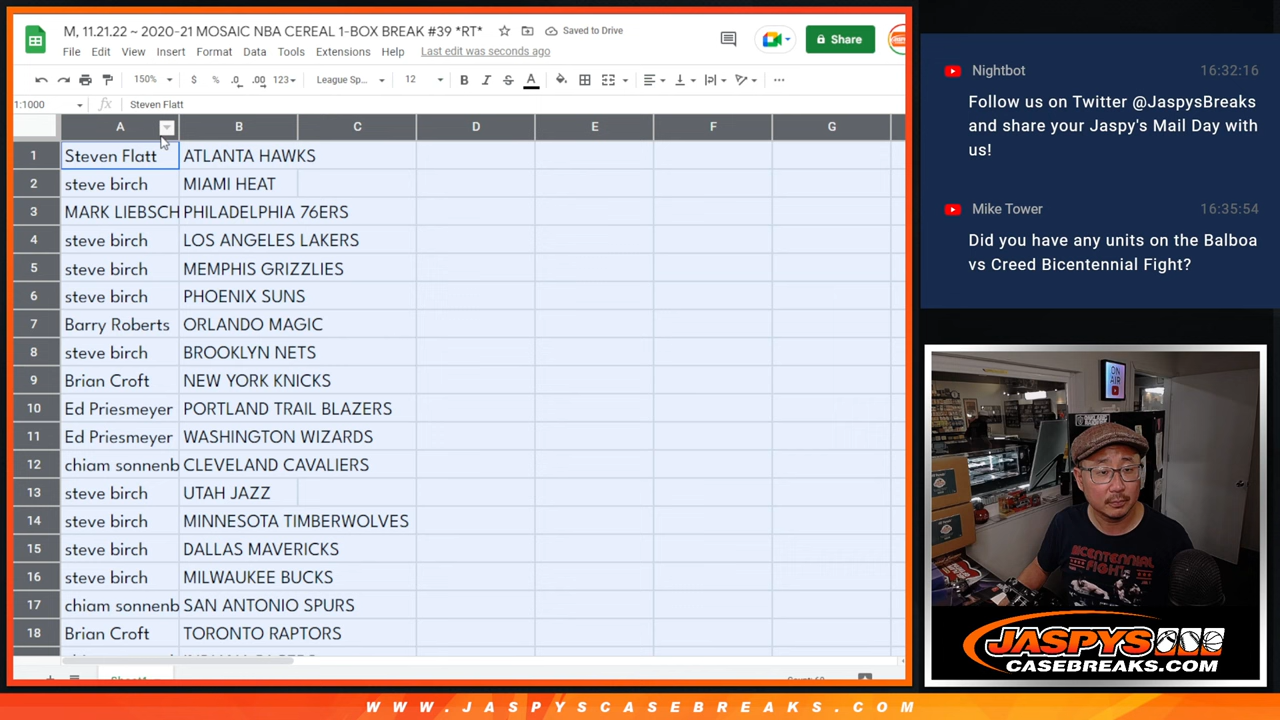 M, 11.21.22 ~ 2020-21 MOSAIC NBA CEREAL 1-BOX BREAK #39 *RT*
Saved to Drive
File Edit View Insert Format Data Tools Extensions Help Last edit was seconds ago
Share
150% $ % .0 .00 123 League Sp... 12 B I S A
1:1000 fx Steven Flatt
A B C D E F G
1 Steven Flatt ATLANTA HAWKS
2 steve birch MIAMI HEAT
3 MARK LIEBSCH PHILADELPHIA 76ERS
4 steve birch LOS ANGELES LAKERS
5 steve birch MEMPHIS GRIZZLIES
6 steve birch PHOENIX SUNS
7 Barry Roberts ORLANDO MAGIC
8 steve birch BROOKLYN NETS
9 Brian Croft NEW YORK KNICKS
10 Ed Priesmeyer PORTLAND TRAIL BLAZERS
11 Ed Priesmeyer WASHINGTON WIZARDS
12 chiam sonnenb CLEVELAND CAVALIERS
13 steve birch UTAH JAZZ
14 steve birch MINNESOTA TIMBERWOLVES
15 steve birch DALLAS MAVERICKS
16 steve birch MILWAUKEE BUCKS
17 chiam sonnenb SAN ANTONIO SPURS
18 Brian Croft TORONTO RAPTORS
Nightbot 16:32:16
Follow us on Twitter @JaspysBreaks
and share your Jaspy's Mail Day with
us!
Mike Tower 16:35:54
Did you have any units on the Balboa
vs Creed Bicentennial Fight?
ON
AIR
BICENTENNIAL
FIGHT
JASPYS
CASEBREAKS.COM
WWW.JASPYSCASEBREAKS.COM